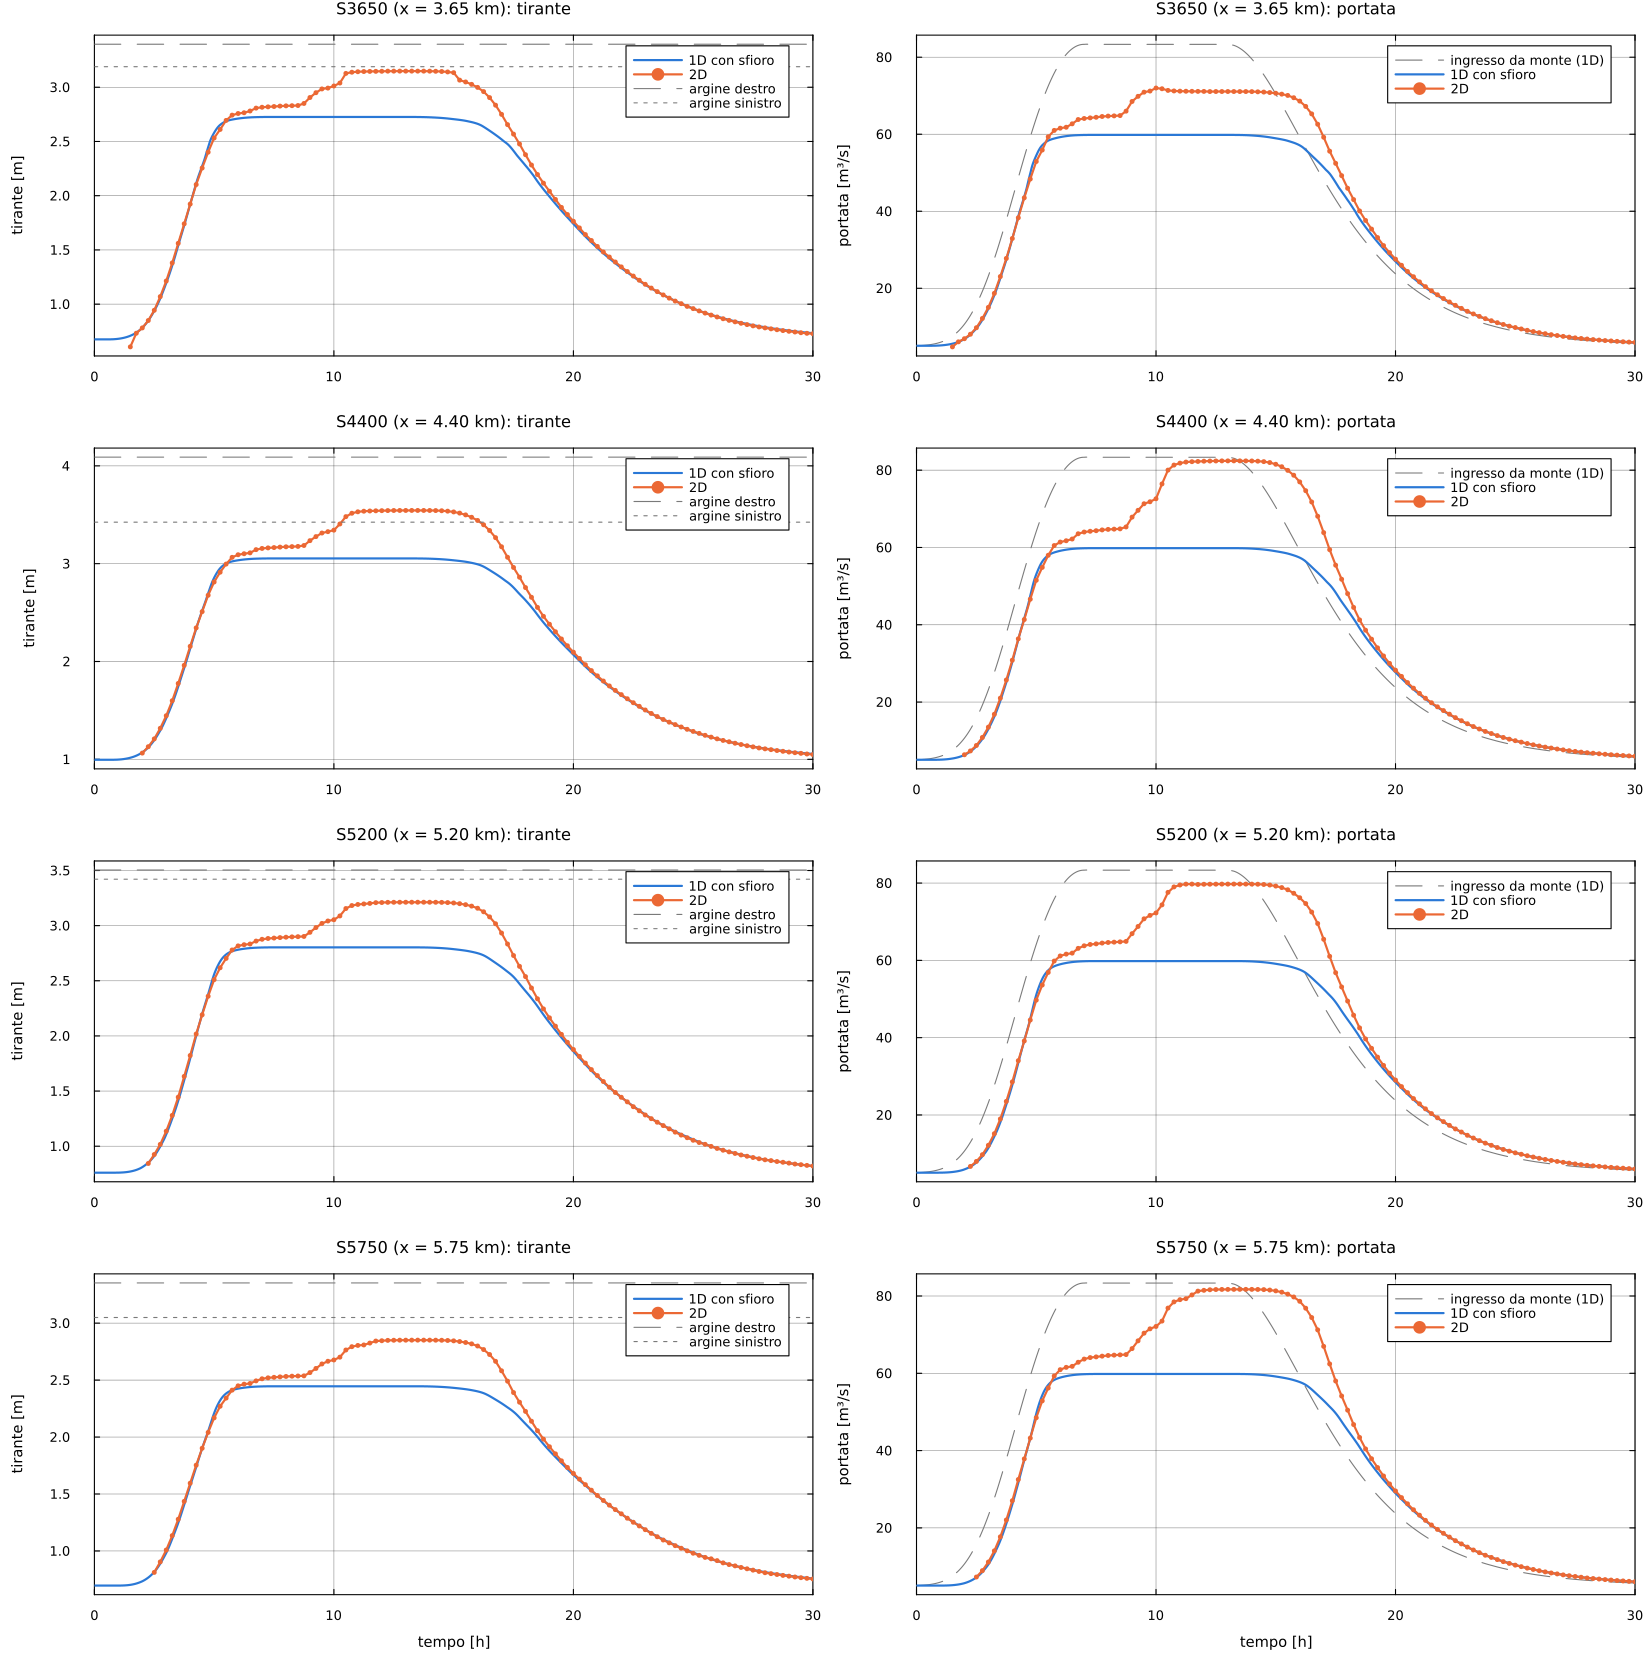 S3650 (x = 3.65 km): tirante
tirante [m]
3.0
2.5
2.0
1.5
1.0
0
10
20
30
1D con sfioro
2D
argine destro
argine sinistro
S3650 (x = 3.65 km): portata
portata [m³/s]
80
60
40
20
0
10
20
30
ingresso da monte (1D)
1D con sfioro
2D
S4400 (x = 4.40 km): tirante
tirante [m]
4
3
2
1
0
10
20
30
1D con sfioro
2D
argine destro
argine sinistro
S4400 (x = 4.40 km): portata
portata [m³/s]
80
60
40
20
0
10
20
30
ingresso da monte (1D)
1D con sfioro
2D
S5200 (x = 5.20 km): tirante
tirante [m]
3.5
3.0
2.5
2.0
1.5
1.0
0
10
20
30
1D con sfioro
2D
argine destro
argine sinistro
S5200 (x = 5.20 km): portata
portata [m³/s]
80
60
40
20
0
10
20
30
ingresso da monte (1D)
1D con sfioro
2D
S5750 (x = 5.75 km): tirante
tirante [m]
3.0
2.5
2.0
1.5
1.0
0
10
20
30
tempo [h]
1D con sfioro
2D
argine destro
argine sinistro
S5750 (x = 5.75 km): portata
portata [m³/s]
80
60
40
20
0
10
20
30
tempo [h]
ingresso da monte (1D)
1D con sfioro
2D